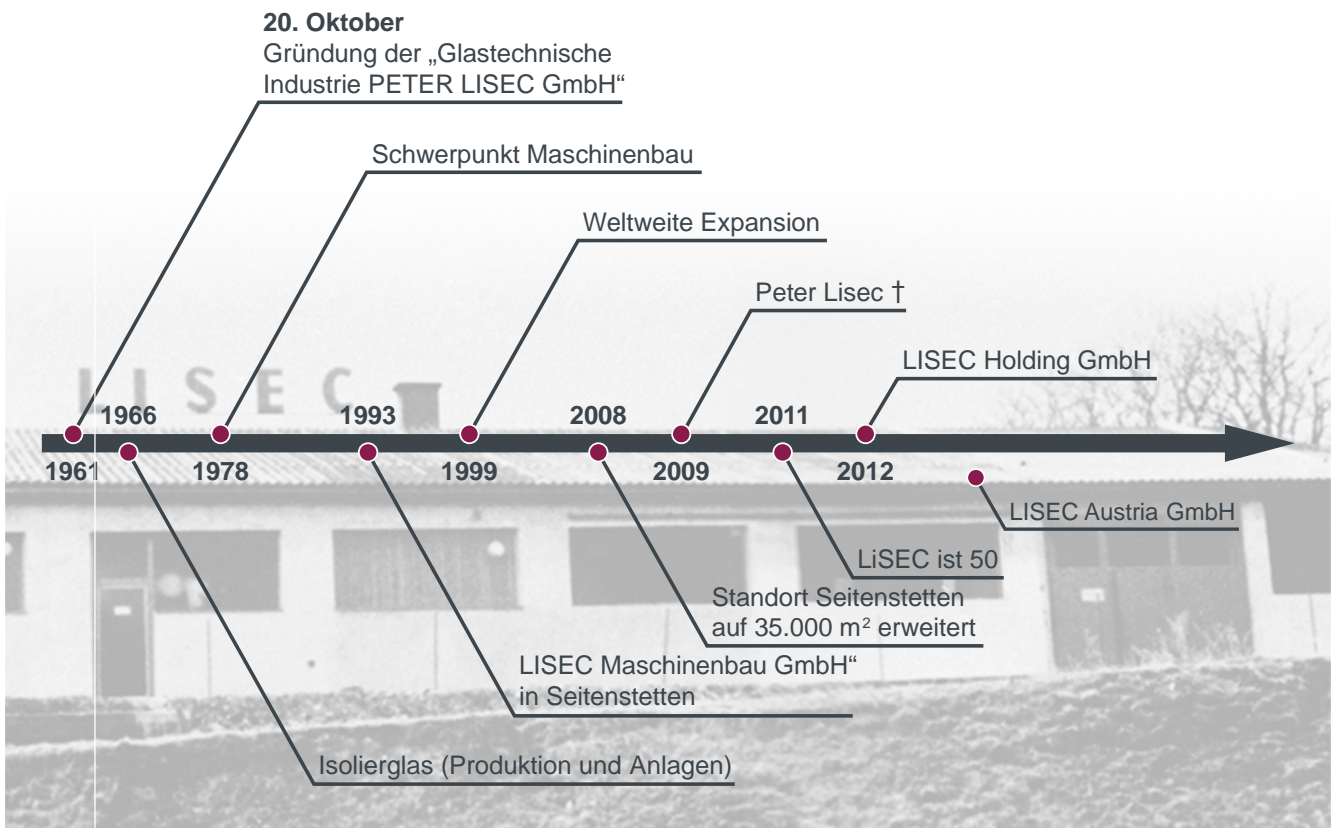 20. Oktober
Gründung der „Glastechnische
Industrie PETER LISEC GmbH“
Schwerpunkt Maschinenbau
Weltweite Expansion
Peter Lisec †
LISEC Holding GmbH
LISEC
1966
1993
2008
2011
1961
1978
1999
2009
2012
LISEC Austria GmbH
LiSEC ist 50
Standort Seitenstetten
auf 35.000 m² erweitert
LISEC Maschinenbau GmbH“
in Seitenstetten
Isolierglas (Produktion und Anlagen)